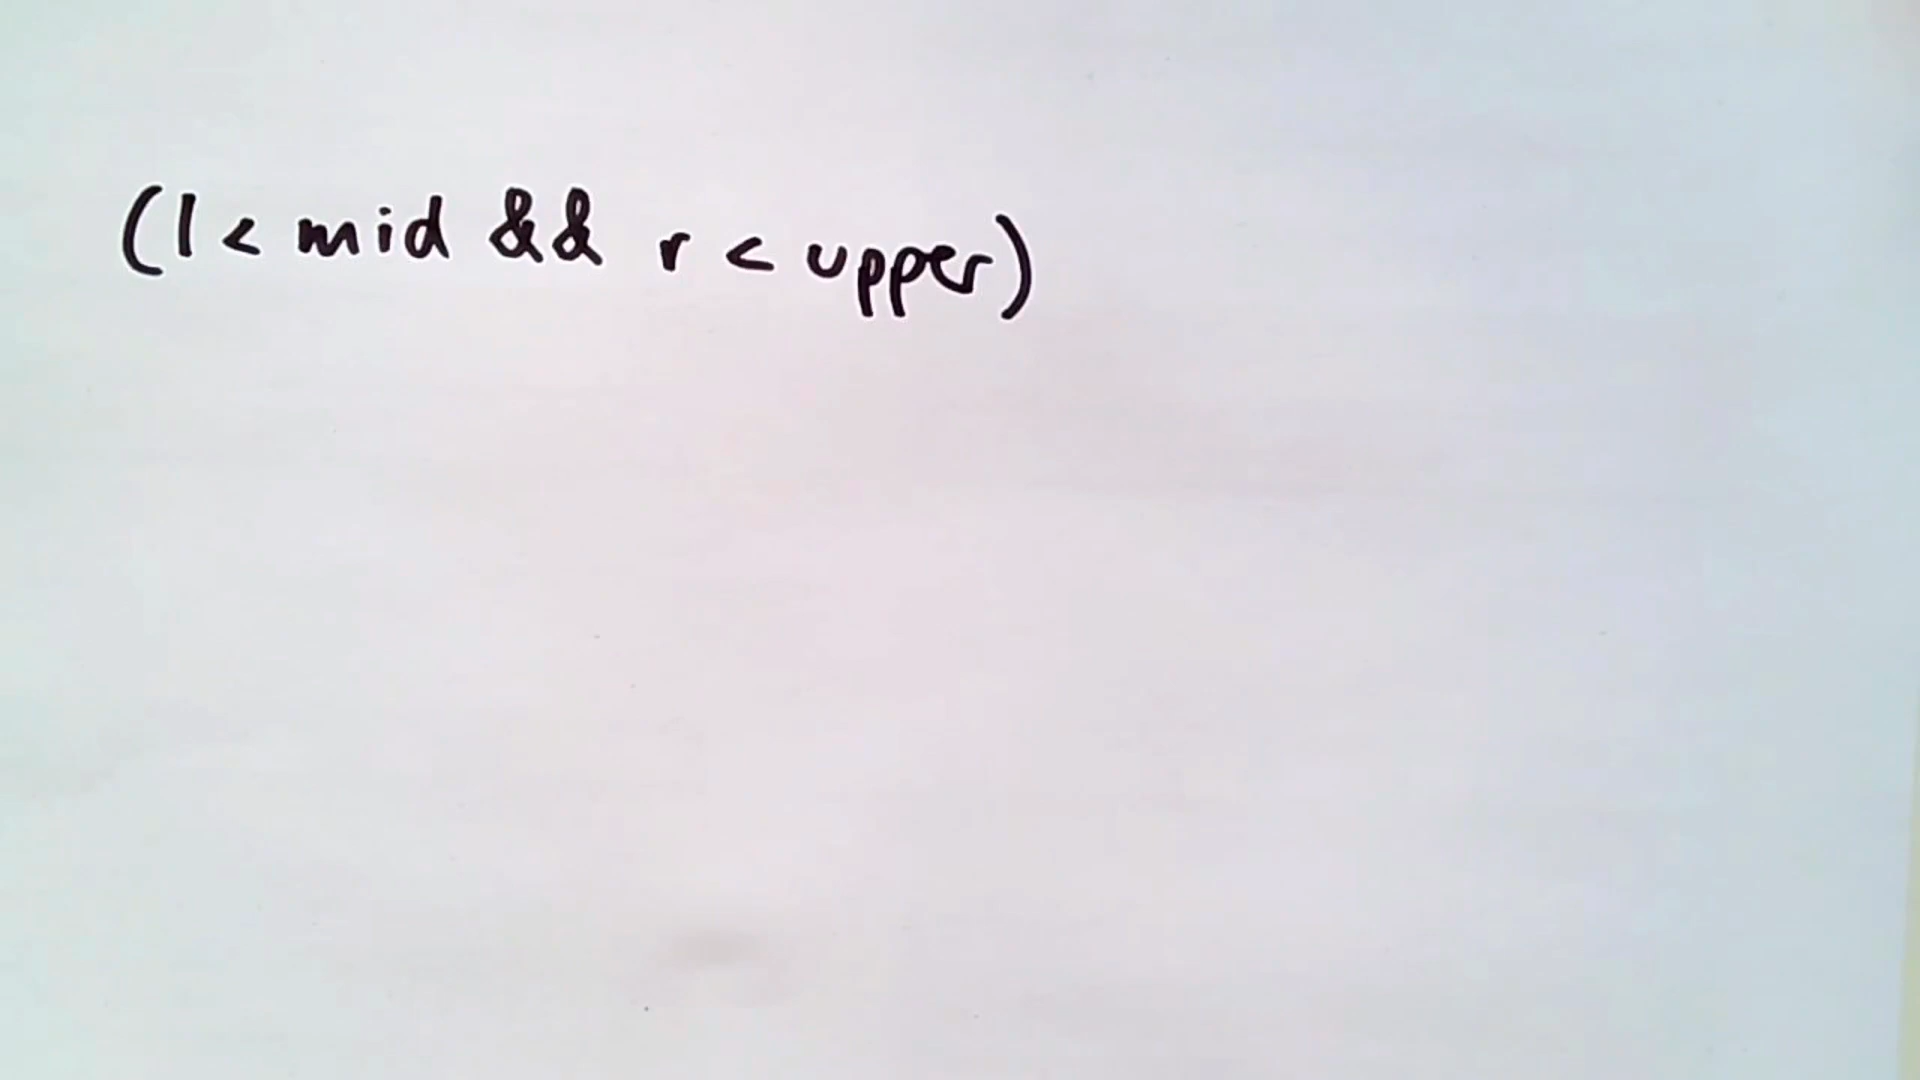 (l < mid && r < upper)